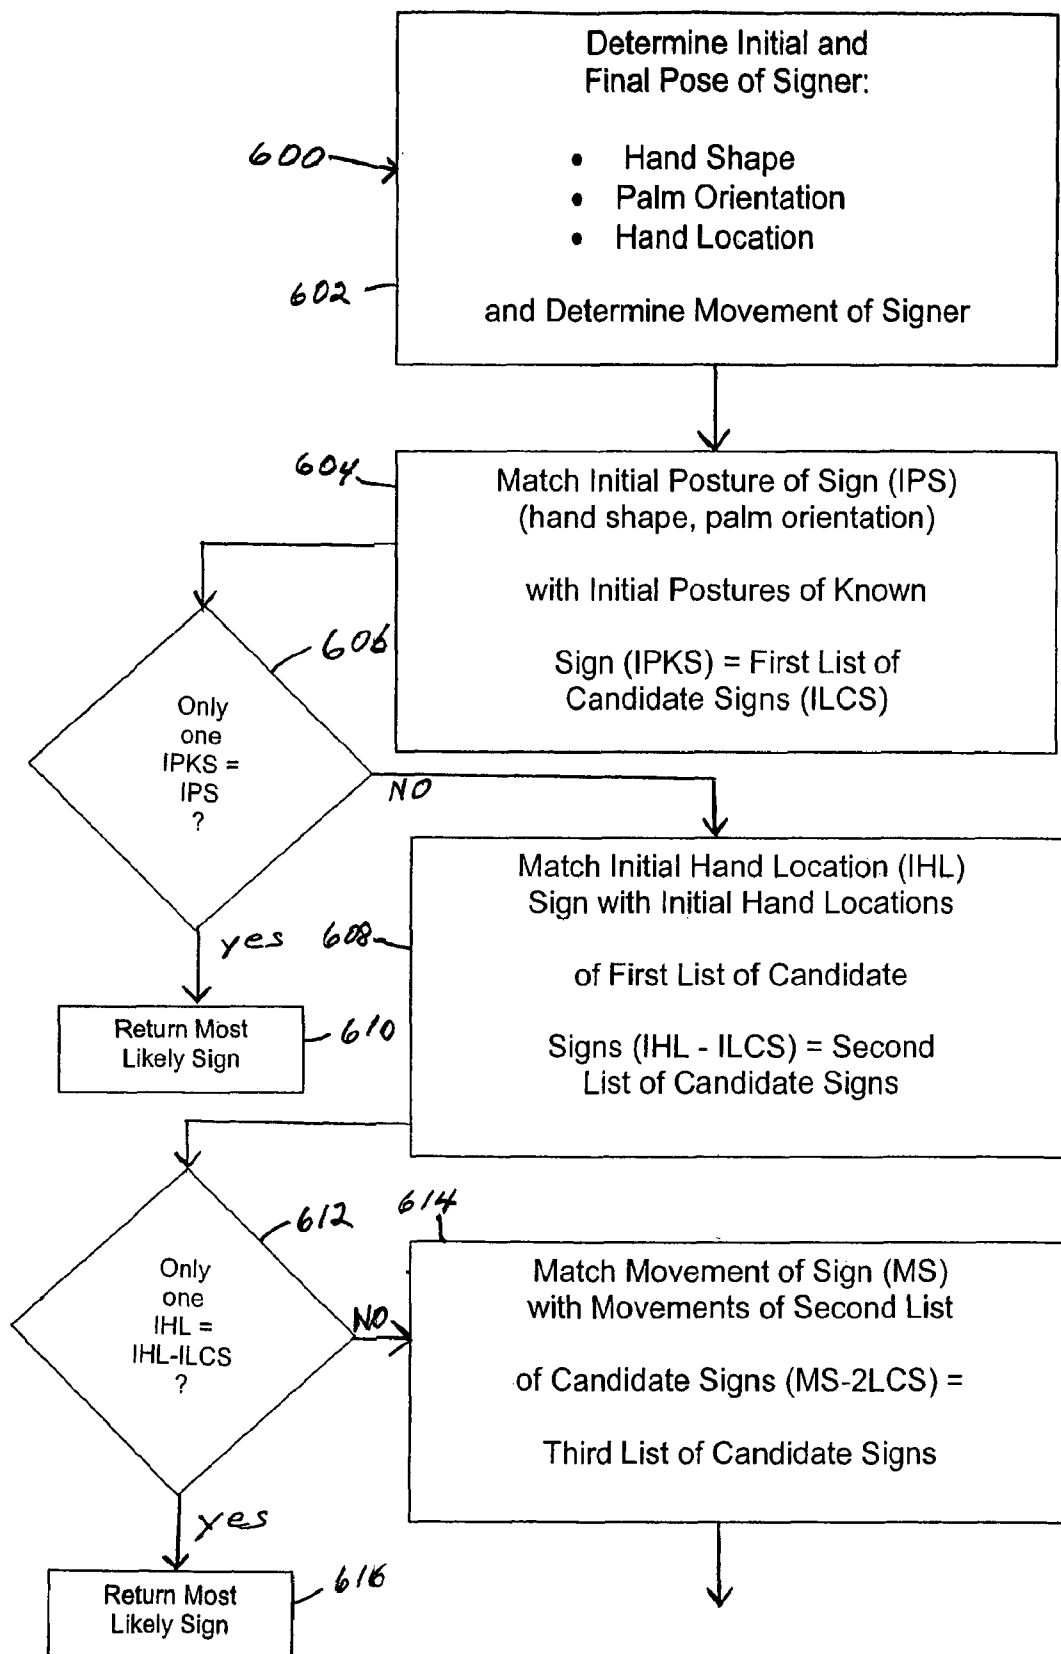 Determine Initial and
Final Pose of Signer:
600
• Hand Shape
• Palm Orientation
• Hand Location
602
and Determine Movement of Signer
604
Match Initial Posture of Sign (IPS)
(hand shape, palm orientation)
with Initial Postures of Known
Sign (IPKS) = First List of
Candidate Signs (ILCS)
606
Only
one
IPKS =
IPS
?
NO
yes
608
Match Initial Hand Location (IHL)
Sign with Initial Hand Locations
of First List of Candidate
Signs (IHL - ILCS) = Second
List of Candidate Signs
Return Most
Likely Sign
610
612
Only
one
IHL =
IHL-ILCS
?
NO
yes
614
Match Movement of Sign (MS)
with Movements of Second List
of Candidate Signs (MS-2LCS) =
Third List of Candidate Signs
Return Most
Likely Sign
616